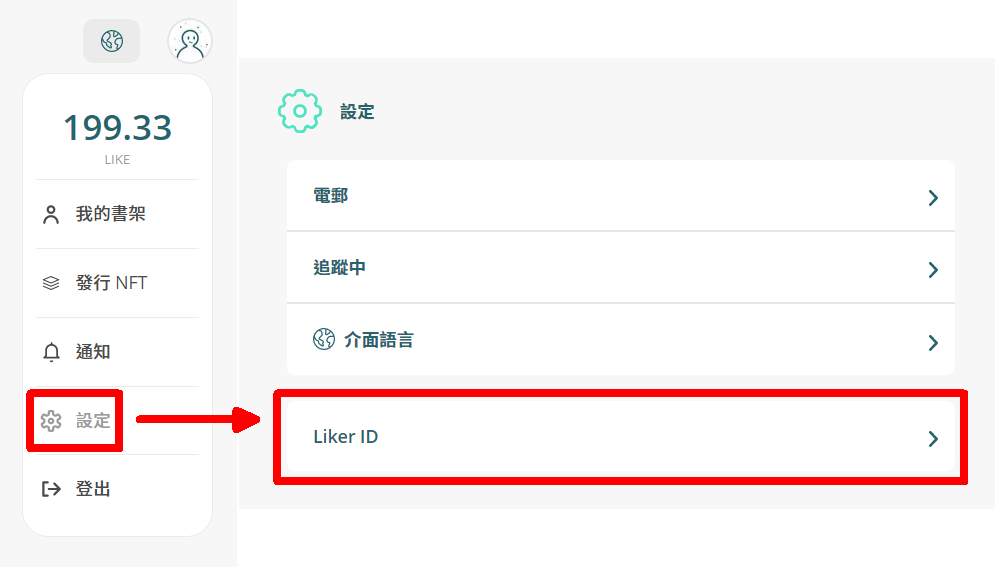 199.33
LIKE
我的書架
發行 NFT
通知
設定
登出
設定
電郵
追蹤中
介面語言
Liker ID